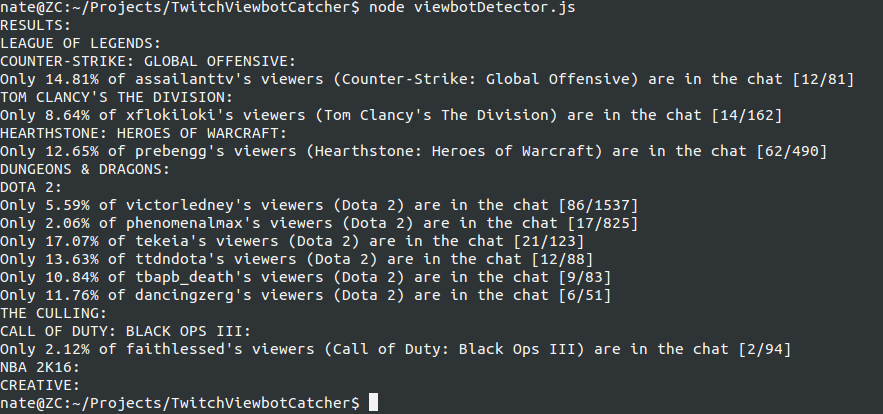 nate@ZC:~/Projects/TwitchViewbotCatcher$ node viewbotDetector.js
RESULTS:
LEAGUE OF LEGENDS:
COUNTER-STRIKE: GLOBAL OFFENSIVE:
Only 14.81% of assailanttv's viewers (Counter-Strike: Global Offensive) are in the chat [12/81]
TOM CLANCY'S THE DIVISION:
Only 8.64% of xflokiloki's viewers (Tom Clancy's The Division) are in the chat [14/162]
HEARTHSTONE: HEROES OF WARCRAFT:
Only 12.65% of prebengg's viewers (Hearthstone: Heroes of Warcraft) are in the chat [62/490]
DUNGEONS & DRAGONS:
DOTA 2:
Only 5.59% of victorledney's viewers (Dota 2) are in the chat [86/1537]
Only 2.06% of phenomenalmax's viewers (Dota 2) are in the chat [17/825]
Only 17.07% of tekeia's viewers (Dota 2) are in the chat [21/123]
Only 13.63% of ttdndota's viewers (Dota 2) are in the chat [12/88]
Only 10.84% of tbapb_death's viewers (Dota 2) are in the chat [9/83]
Only 11.76% of dancingzerg's viewers (Dota 2) are in the chat [6/51]
THE CULLING:
CALL OF DUTY: BLACK OPS III:
Only 2.12% of faithlessed's viewers (Call of Duty: Black Ops III) are in the chat [2/94]
NBA 2K16:
CREATIVE:
nate@ZC:~/Projects/TwitchViewbotCatcher$